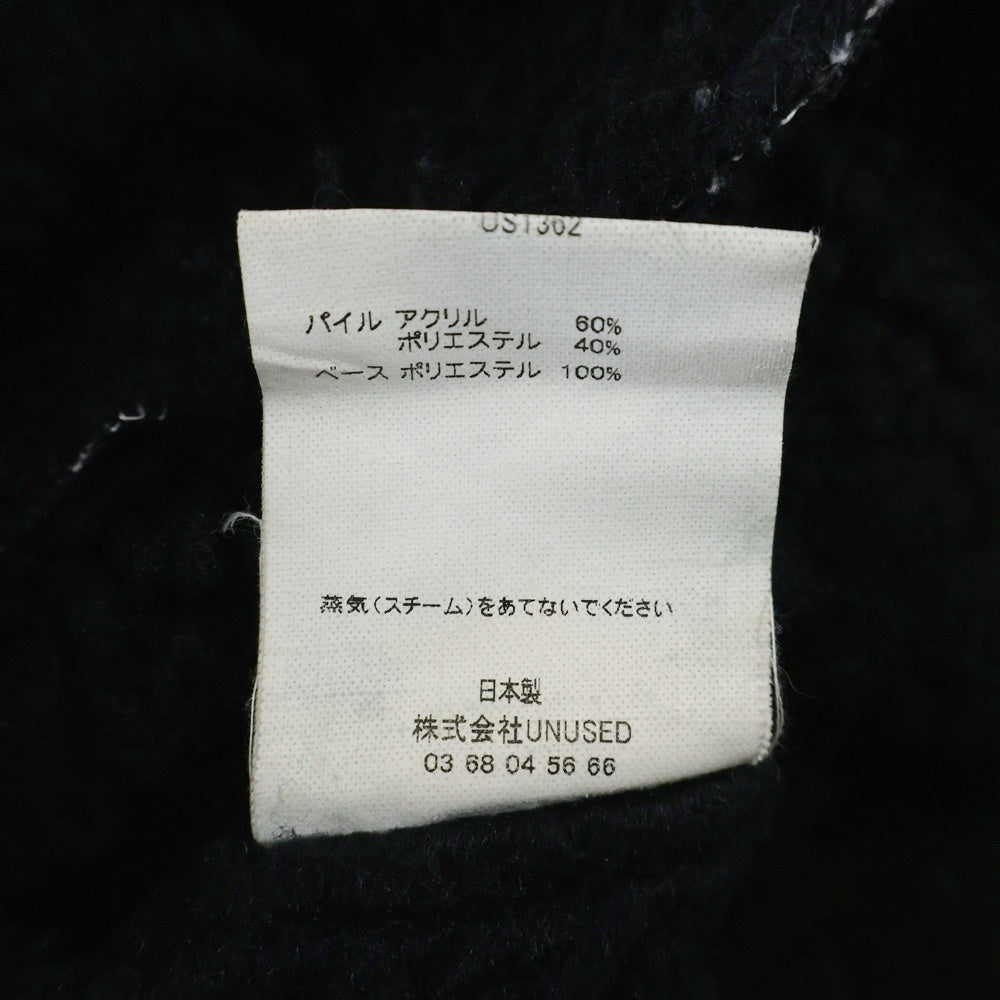 US1362
パイル アクリル 60%
ポリエステル 40%
ベース ポリエステル 100%
蒸気(スチーム)をあてないでください
日本製
株式会社UNUSED
03 68 04 56 66